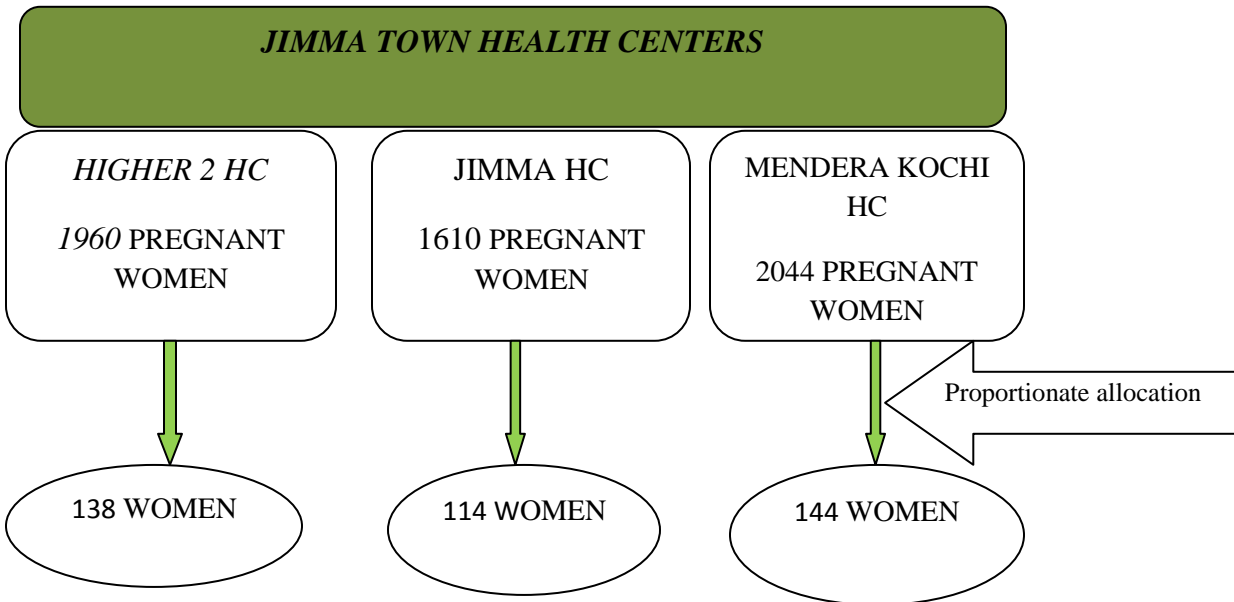 JIMMA TOWN HEALTH CENTERS
HIGHER 2 HC
1960 PREGNANT
WOMEN
JIMMA HC
1610 PREGNANT
WOMEN
MENDERA KOCHI
HC
2044 PREGNANT
WOMEN
Proportionate allocation
138 WOMEN
114 WOMEN
144 WOMEN